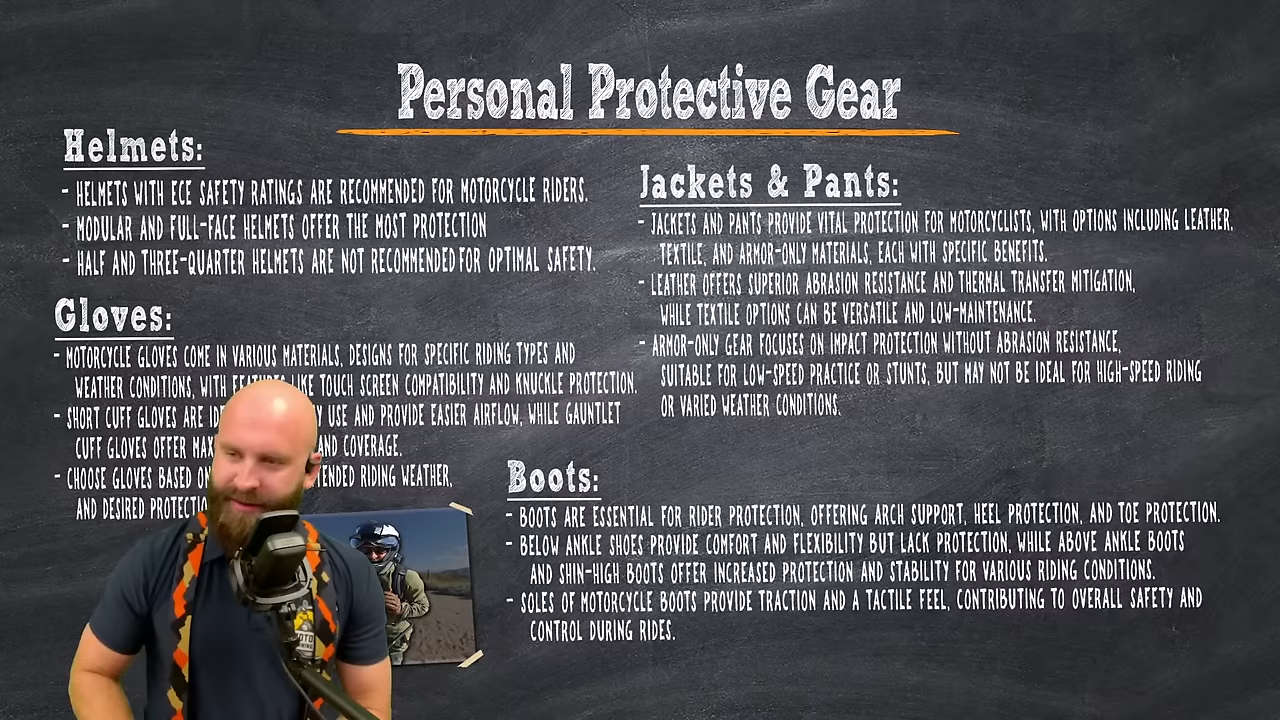 Personal Protective Gear
Helmets:
- HELMETS WITH ECE SAFETY RATINGS ARE RECOMMENDED FOR MOTORCYCLE RIDERS.
- MODULAR AND FULL-FACE HELMETS OFFER THE MOST PROTECTION
- HALF AND THREE-QUARTER HELMETS ARE NOT RECOMMENDED FOR OPTIMAL SAFETY.
Gloves:
- MOTORCYCLE GLOVES COME IN VARIOUS MATERIALS, DESIGNS FOR SPECIFIC RIDING TYPES AND
WEATHER CONDITIONS, WITH LIKE TOUCH SCREEN COMPATIBILITY AND KNUCKLE PROTECTION.
- SHORT CUFF GLOVES ARE USE AND PROVIDE EASIER AIRFLOW, WHILE GAUNTLET
CUFF GLOVES OFFER AND COVERAGE.
- CHOOSE GLOVES BASED ON RIDING WEATHER,
AND DESIRED
Jackets & Pants:
- JACKETS AND PANTS PROVIDE VITAL PROTECTION FOR MOTORCYCLISTS, WITH OPTIONS INCLUDING LEATHER,
TEXTILE, AND ARMOR-ONLY MATERIALS, EACH WITH SPECIFIC BENEFITS.
- LEATHER OFFERS SUPERIOR ABRASION RESISTANCE AND THERMAL TRANSFER MITIGATION,
WHILE TEXTILE OPTIONS CAN BE VERSATILE AND LOW-MAINTENANCE.
- ARMOR-ONLY GEAR FOCUSES ON IMPACT PROTECTION WITHOUT ABRASION RESISTANCE,
SUITABLE FOR LOW-SPEED PRACTICE OR STUNTS, BUT MAY NOT BE IDEAL FOR HIGH-SPEED RIDING
OR VARIED WEATHER CONDITIONS.
Boots:
- BOOTS ARE ESSENTIAL FOR RIDER PROTECTION, OFFERING ARCH SUPPORT, HEEL PROTECTION, AND TOE PROTECTION.
- BELOW ANKLE SHOES PROVIDE COMFORT AND FLEXIBILITY BUT LACK PROTECTION, WHILE ABOVE ANKLE BOOTS
AND SHIN-HIGH BOOTS OFFER INCREASED PROTECTION AND STABILITY FOR VARIOUS RIDING CONDITIONS.
- SOLES OF MOTORCYCLE BOOTS PROVIDE TRACTION AND A TACTILE FEEL, CONTRIBUTING TO OVERALL SAFETY AND
CONTROL DURING RIDES.